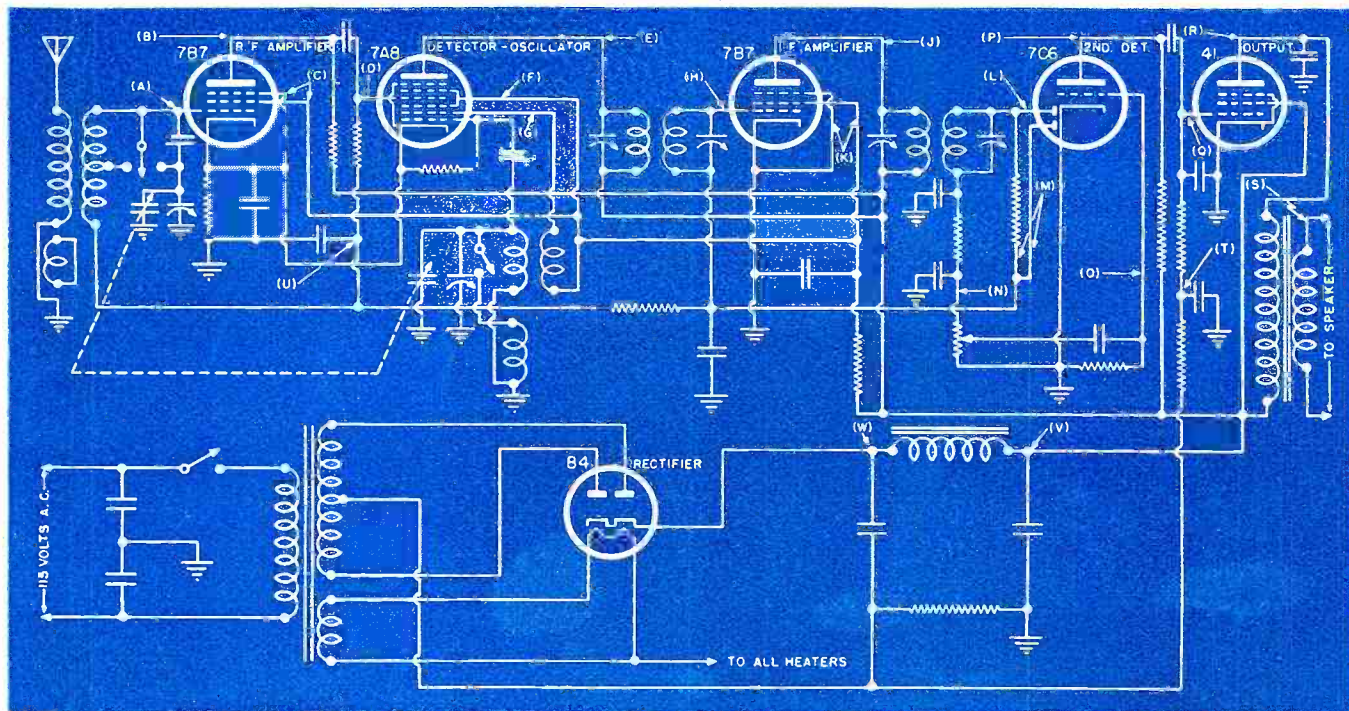 (B) 7B7 R.F. AMPLIFIER 7A8 DETECTOR-OSCILLATOR (E) 7B7 I.F. AMPLIFIER (J) (P) 7C6 2ND. DET. (R) 41 OUTPUT
(A) (C) (D) (F) (G) (H) (K) (L) (M) (Q) (S)
(U) (N) (O) (T)
TO SPEAKER
(W) (V)
115 VOLTS A.C.
84 RECTIFIER
TO ALL HEATERS